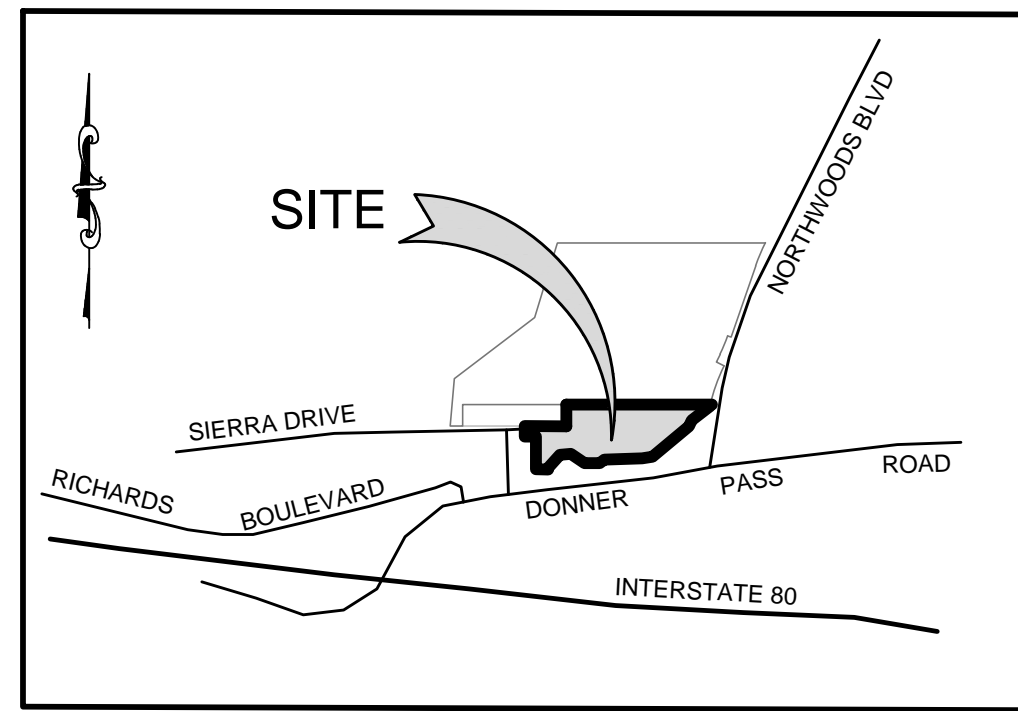 NORTHWOODS BLVD
SITE
SIERRA DRIVE
RICHARDS BOULEVARD
DONNER PASS ROAD
INTERSTATE 80